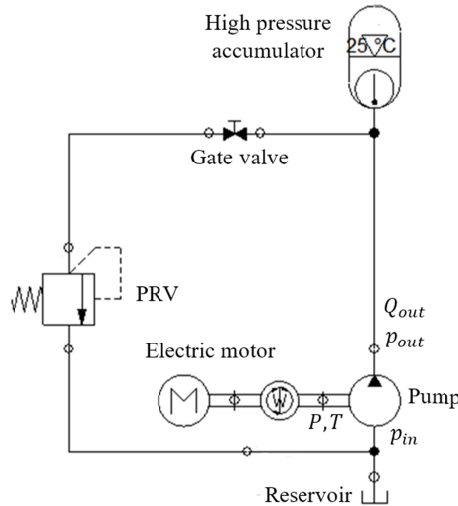 High pressure
accumulator
25 °C
Gate valve
PRV
Q_out
p_out
Electric motor
M
W
P,T
Pump
p_in
Reservoir